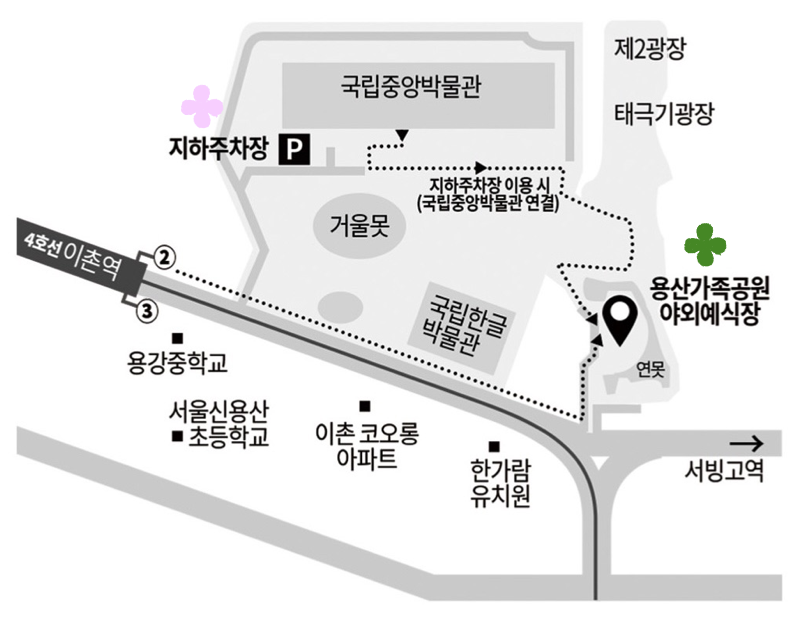 제2광장
국립중앙박물관
태극기광장
지하주차장 P
지하주차장 이용 시
(국립중앙박물관 연결)
거울못
4호선 이촌역
②
③
용산가족공원
야외예식장
국립한글
박물관
연못
용강중학교
서울신용산
초등학교
이촌 코오롱
아파트
한가람
유치원
서빙고역